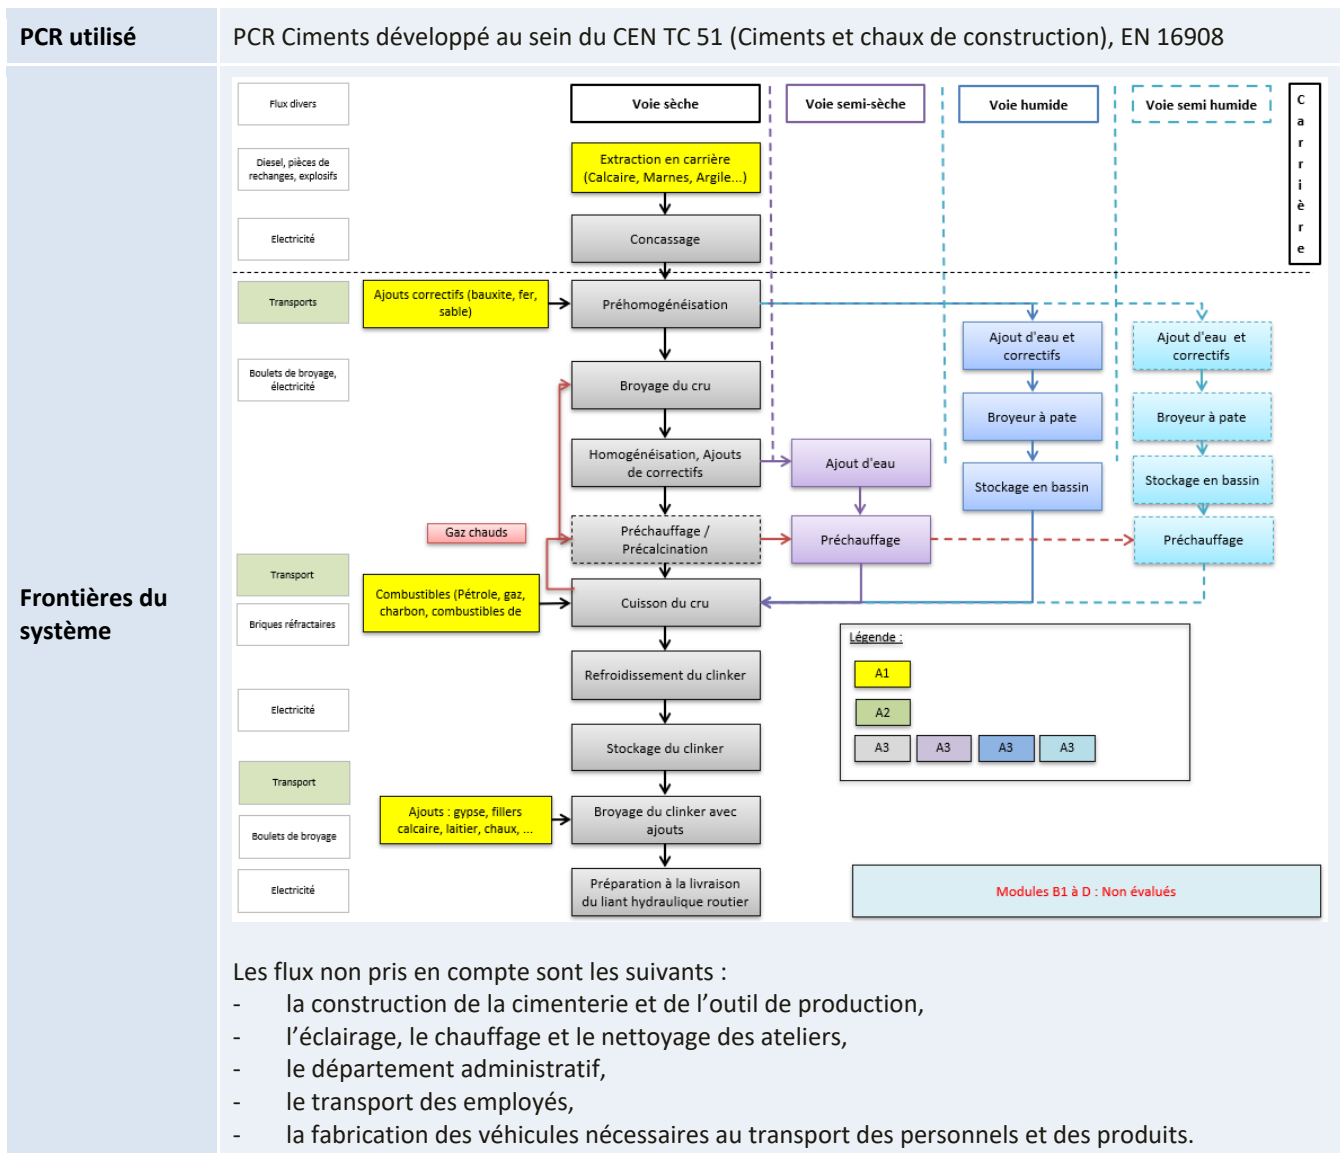 PCR utilisé
PCR Ciments développé au sein du CEN TC 51 (Ciments et chaux de construction), EN 16908
Frontières du
système
Flux divers
Voie sèche
Voie semi-sèche
Voie humide
Voie semi humide
C
a
r
r
i
è
r
e
Diesel, pièces de
rechanges, explosifs
Extraction en carrière
(Calcaire, Marnes, Argile...)
Electricité
Concassage
Transports
Ajouts correctifs (bauxite, fer,
sable)
Préhomogénéisation
Ajout d'eau et
correctifs
Ajout d'eau et
correctifs
Boulets de broyage,
électricité
Broyage du cru
Broyeur à pate
Broyeur à pate
Homogénéisation, Ajouts
de correctifs
Ajout d'eau
Stockage en bassin
Stockage en bassin
Gaz chauds
Préchauffage /
Précalcination
Préchauffage
Préchauffage
Transport
Combustibles (Pétrole, gaz,
charbon, combustibles de
Cuisson du cru
Briques réfractaires
Légende :
A1
A2
A3 A3 A3 A3
Refroidissement du clinker
Electricité
Stockage du clinker
Transport
Ajouts : gypse, fillers
calcaire, laitier, chaux, ...
Broyage du clinker avec
ajouts
Boulets de broyage
Electricité
Préparation à la livraison
du liant hydraulique routier
Modules B1 à D : Non évalués
Les flux non pris en compte sont les suivants :
- la construction de la cimenterie et de l’outil de production,
- l’éclairage, le chauffage et le nettoyage des ateliers,
- le département administratif,
- le transport des employés,
- la fabrication des véhicules nécessaires au transport des personnels et des produits.